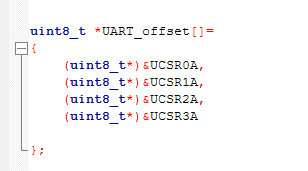 uint8_t *UART_offset[]=
{
(uint8_t*)&UCSR0A,
(uint8_t*)&UCSR1A,
(uint8_t*)&UCSR2A,
(uint8_t*)&UCSR3A
};